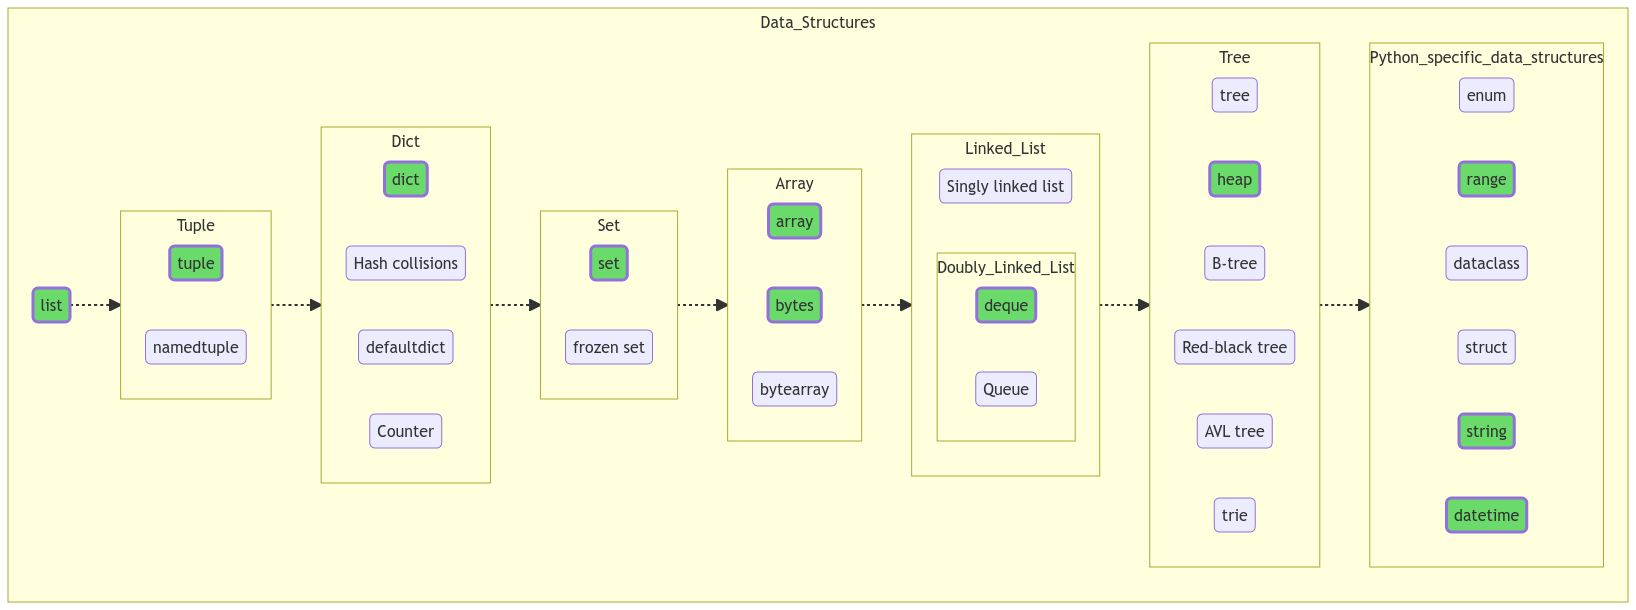 Data_Structures
list
Tuple
tuple
namedtuple
Dict
dict
Hash collisions
defaultdict
Counter
Set
set
frozen set
Array
array
bytes
bytearray
Linked_List
Singly linked list
Doubly_Linked_List
deque
Queue
Tree
tree
heap
B-tree
Red-black tree
AVL tree
trie
Python_specific_data_structures
enum
range
dataclass
struct
string
datetime